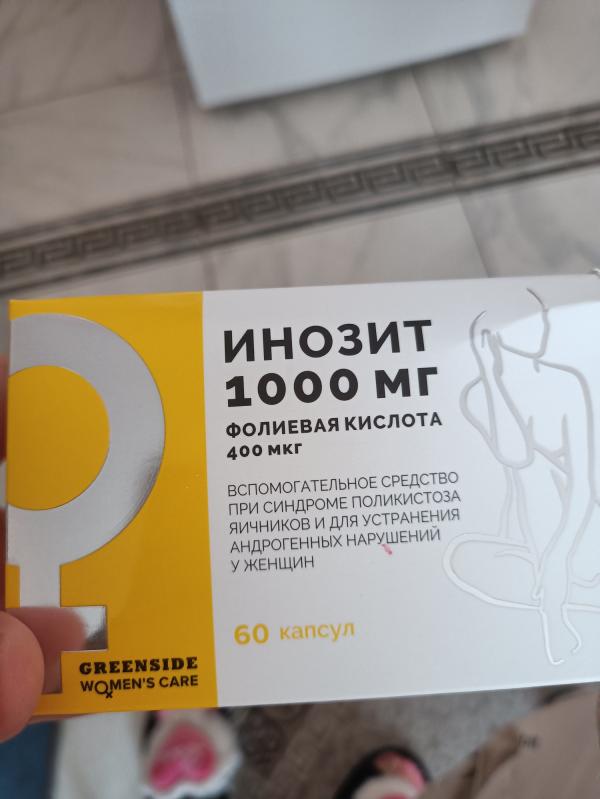 ИНОЗИТ
1000 МГ
ФОЛИЕВАЯ КИСЛОТА
400 МКГ
ВСПОМОГАТЕЛЬНОЕ СРЕДСТВО
ПРИ СИНДРОМЕ ПОЛИКИСТОЗА
ЯИЧНИКОВ И ДЛЯ УСТРАНЕНИЯ
АНДРОГЕННЫХ НАРУШЕНИЙ
У ЖЕНЩИН
60 капсул
GREENSIDE
WOMEN'S CARE